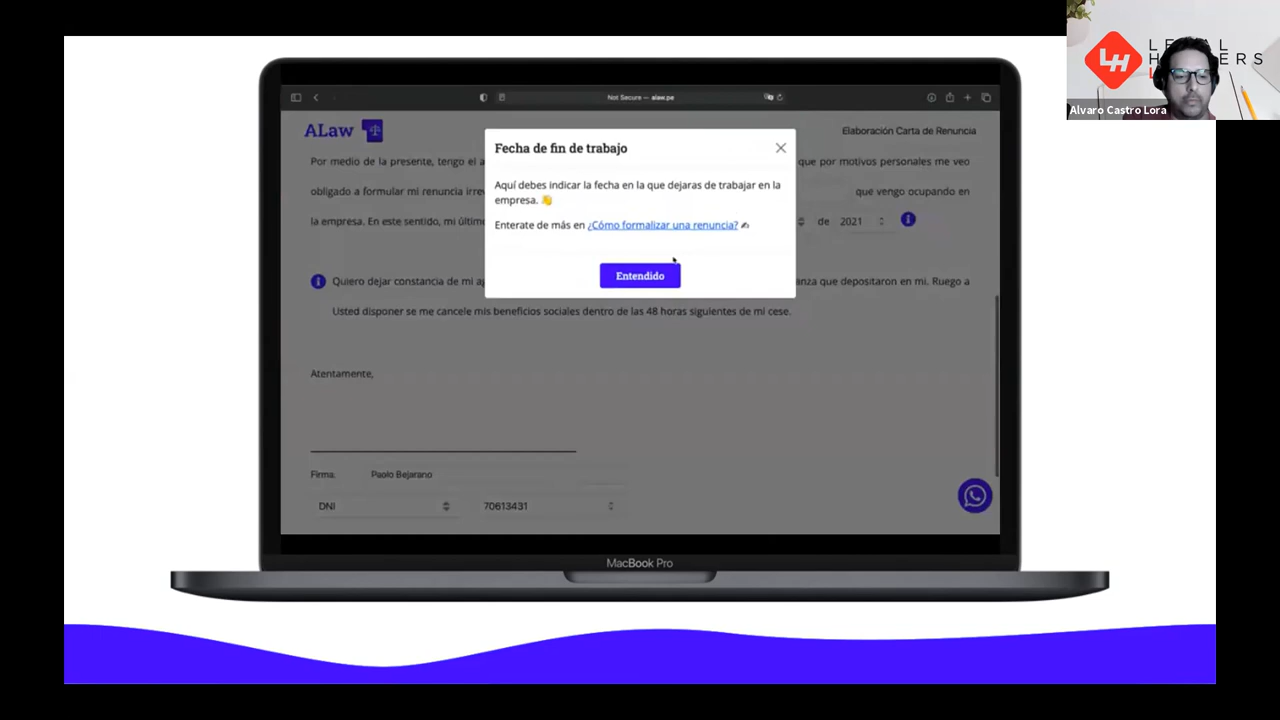 LEGAL
HACKERS
L
LH
Alvaro Castro Lora
Not Secure — alaw.pe
ALaw
Elaboración Carta de Renuncia
Fecha de fin de trabajo
Por medio de la presente, tengo el a
que por motivos personales me veo
Aquí debes indicar la fecha en la que dejaras de trabajar en la
empresa. 👋
obligado a formular mi renuncia irrev
que vengo ocupando en
la empresa. En este sentido, mi últim
Enterate de más en ¿Cómo formalizar una renuncia? ✍
de 2021
i
Entendido
i Quiero dejar constancia de mi ag
anza que depositaron en mi. Ruego a
Usted disponer se me cancele mis beneficios sociales dentro de las 48 horas siguientes de mi cese.
Atentamente,
Firma: Paolo Bejarano
DNI 70613431
MacBook Pro